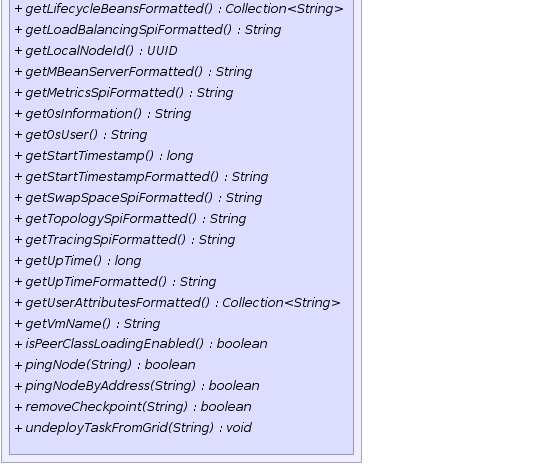 + getLifecycleBeansFormatted() : Collection<String>
+ getLoadBalancingSpiFormatted() : String
+ getLocalNodeId() : UUID
+ getMBeanServerFormatted() : String
+ getMetricsSpiFormatted() : String
+ getOsInformation() : String
+ getOsUser() : String
+ getStartTimestamp() : long
+ getStartTimestampFormatted() : String
+ getSwapSpaceSpiFormatted() : String
+ getTopologySpiFormatted() : String
+ getTracingSpiFormatted() : String
+ getUpTime() : long
+ getUpTimeFormatted() : String
+ getUserAttributesFormatted() : Collection<String>
+ getVmName() : String
+ isPeerClassLoadingEnabled() : boolean
+ pingNode(String) : boolean
+ pingNodeByAddress(String) : boolean
+ removeCheckpoint(String) : boolean
+ undeployTaskFromGrid(String) : void